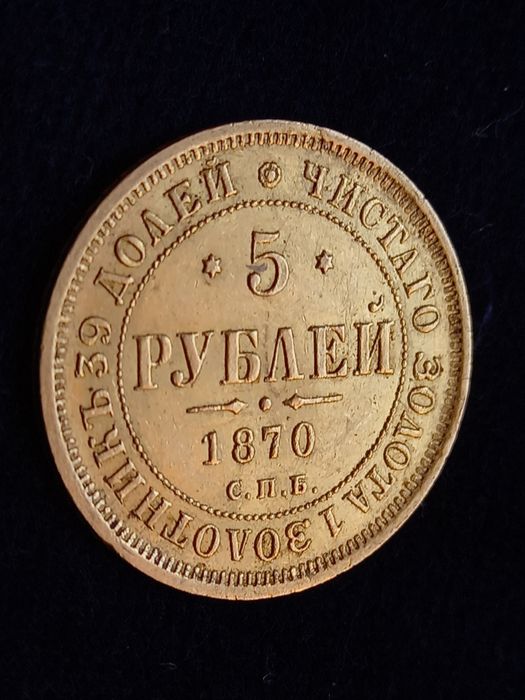 ЧИСТАГО ЗОЛОТА 1 ЗОЛОТНИКЪ 39 ДОЛЕЙ
5
РУБЛЕЙ
1870
С.П.Б.